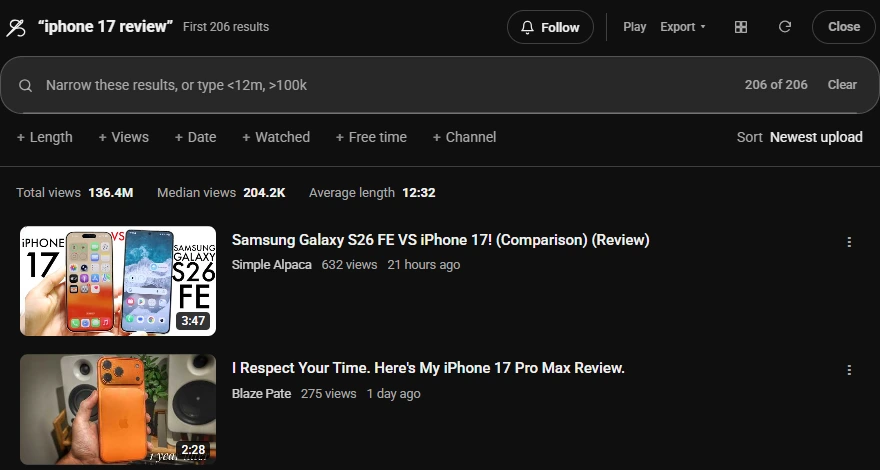 “iphone 17 review” First 206 results Follow Play Export Close
Narrow these results, or type <12m, >100k 206 of 206 Clear
+ Length + Views + Date + Watched + Free time + Channel Sort Newest upload
Total views 136.4M Median views 204.2K Average length 12:32
iPHONE
17
VS
SAMSUNG
GALAXY
S26
FE
3:47
Samsung Galaxy S26 FE VS iPhone 17! (Comparison) (Review)
Simple Alpaca 632 views 21 hours ago
1 year
2:28
I Respect Your Time. Here's My iPhone 17 Pro Max Review.
Blaze Pate 275 views 1 day ago